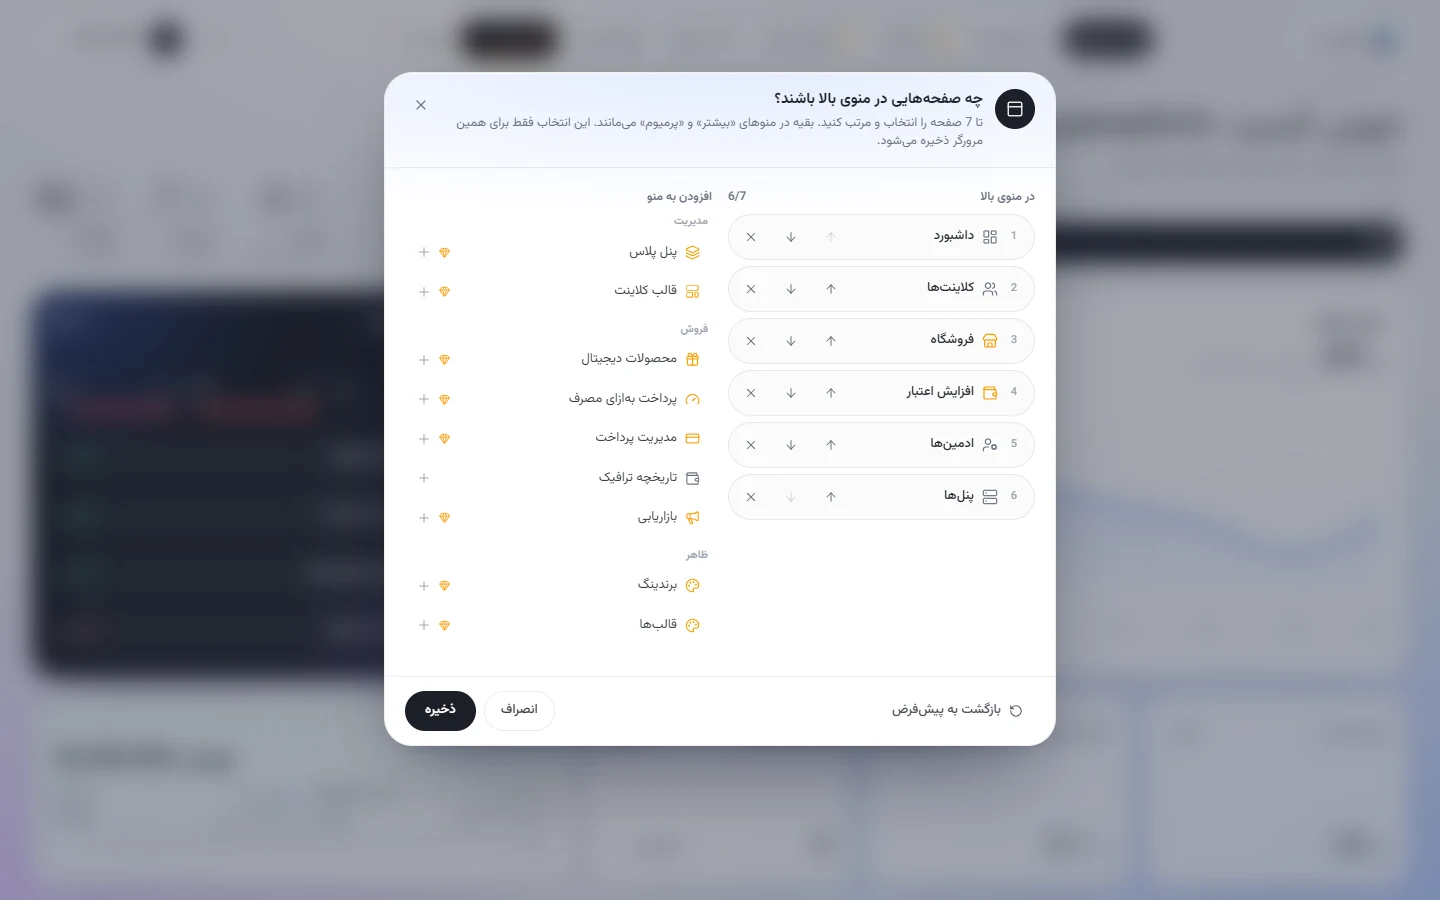 چه صفحه‌هایی در منوی بالا باشند؟
تا 7 صفحه را انتخاب و مرتب کنید. بقیه در منوهای «بیشتر» و «پرمیوم» می‌مانند. این انتخاب فقط برای همین
مرورگر ذخیره می‌شود.
در منوی بالا 6/7
1 داشبورد
2 کلاینت‌ها
3 فروشگاه
4 افزایش اعتبار
5 ادمین‌ها
6 پنل‌ها
افزودن به منو
مدیریت
پنل پلاس
قالب کلاینت
فروش
محصولات دیجیتال
پرداخت به‌ازای مصرف
مدیریت پرداخت
تاریخچه ترافیک
بازاریابی
ظاهر
برندینگ
قالب‌ها
بازگشت به پیش‌فرض
انصراف
ذخیره